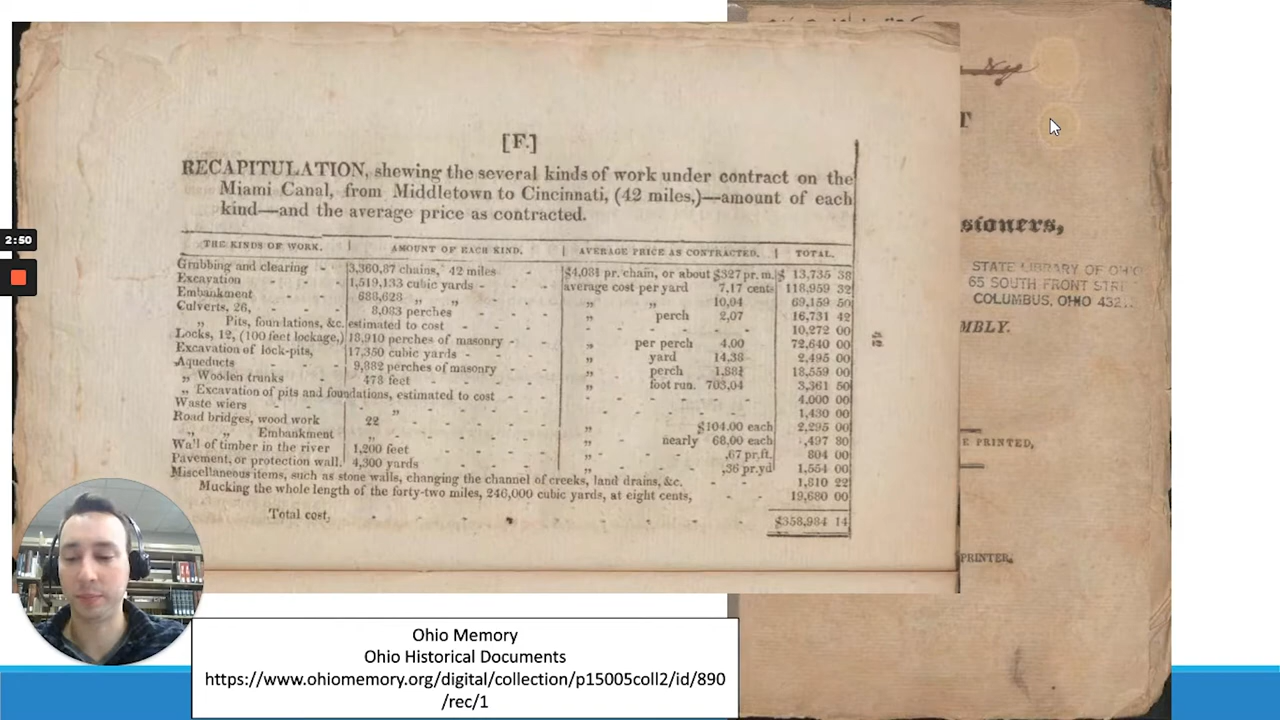 [F.]
RECAPITULATION, shewing the several kinds of work under contract on the
Miami Canal, from Middletown to Cincinnati, (42 miles,)—amount of each
kind—and the average price as contracted.
THE KINDS OF WORK. | AMOUNT OF EACH KIND. | AVERAGE PRICE AS CONTRACTED. | TOTAL.
Grubbing and clearing - 3,360,87 chains, 42 miles - $4,08¼ pr. chain, or about $327 pr. m. $ 13,735 38
Excavation - - - 1,519,133 cubic yards - - average cost per yard 7.17 cents 118,959 32
Embankment - - 688,628 „ „ - „ „ 10,04 69,159 50
Culverts, 26, - - 8,083 perches - „ perch 2,07 16,731 42
„ Pits, foundations, &c. estimated to cost - - - - - 10,272 00
Locks, 12, (100 feet lockage,) 18,910 perches of masonry - „ per perch 4.00 72,640 00
Excavation of lock-pits, 17,350 cubic yards - - „ yard 14,38 2,495 00
Aqueducts - - 9,882 perches of masonry „ perch 1,88¼ 18,559 00
„ Wooden trunks - 478 feet - - - „ foot run. 703,04 3,361 50
„ Excavation of pits and foundations, estimated to cost - - - - - - 4,000 00
Waste wiers - - - „ - - - - - 1,430 00
Road bridges, wood work 22 - - - - „ $104.00 each 2,295 00
„ „ Embankment „ - - - - „ - nearly 68,00 each ,497 80
Wall of timber in the river 1,200 feet - - - „ - - - ,67 pr.ft. 804 00
Pavement, or protection wall. 4,300 yards - - - „ - - - ,36 pr.yd 1,554 00
Miscellaneous items, such as stone walls, changing the channel of creeks, land drains, &c. - - 1,810 22
Mucking the whole length of the forty-two miles, 246,000 cubic yards, at eight cents, - - 19,680 00
Total cost, - - - - - - - - $358,984 14
sioners,
STATE LIBRARY OF OHIO
65 SOUTH FRONT STRE
COLUMBUS, OHIO 432
MBLY.
E PRINTED,
PRINTER,
2:50
Ohio Memory
Ohio Historical Documents
https://www.ohiomemory.org/digital/collection/p15005coll2/id/890
/rec/1